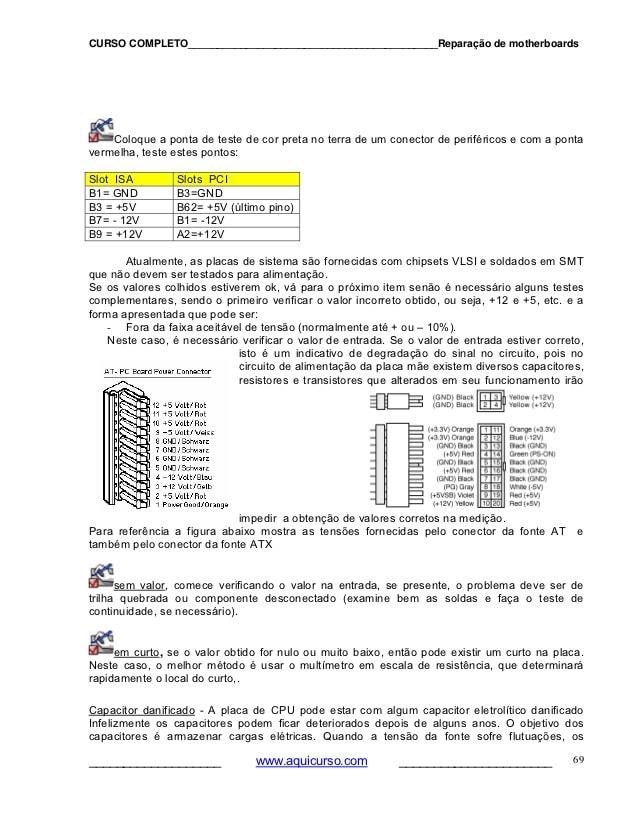 CURSO COMPLETO__________________________________________Reparação de motherboards
Coloque a ponta de teste de cor preta no terra de um conector de periféricos e com a ponta
vermelha, teste estes pontos:
Slot ISA Slots PCI
B1= GND B3=GND
B3 = +5V B62= +5V (último pino)
B7= - 12V B1= -12V
B9 = +12V A2=+12V
Atualmente, as placas de sistema são fornecidas com chipsets VLSI e soldados em SMT
que não devem ser testados para alimentação.
Se os valores colhidos estiverem ok, vá para o próximo item senão é necessário alguns testes
complementares, sendo o primeiro verificar o valor incorreto obtido, ou seja, +12 e +5, etc. e a
forma apresentada que pode ser:
- Fora da faixa aceitável de tensão (normalmente até + ou – 10%).
Neste caso, é necessário verificar o valor de entrada. Se o valor de entrada estiver correto,
isto é um indicativo de degradação do sinal no circuito, pois no
circuito de alimentação da placa mãe existem diversos capacitores,
resistores e transistores que alterados em seu funcionamento irão
AT- PC Board Power Connector
12 +5 Volt/Rot
11 +5 Volt/Rot
10 +5 Volt/Rot
9 -5 Volt/Weiss
8 GND/Schwarz
7 GND/Schwarz
6 GND/Schwarz
5 GND/Schwarz
4 -12 Volt/Blau
3 +12 Volt/Gelb
2 +5 Volt/Rot
1 Power Good/Orange
(GND) Black 1 3 Yellow (+12V)
(GND) Black 2 4 Yellow (+12V)
(+3.3V) Orange 1 11 Orange (+3.3V)
(+3.3V) Orange 2 12 Blue (-12V)
(GND) Black 3 13 Black (GND)
(+5V) Red 4 14 Green (PS-ON)
(GND) Black 5 15 Black (GND)
(+5V) Red 6 16 Black (GND)
(GND) Black 7 17 Black (GND)
(PG) Gray 8 18 White (-5V)
(+5VSB) Violet 9 19 Red (+5V)
(+12V) Yellow 10 20 Red (+5V)
impedir a obtenção de valores corretos na medição.
Para referência a figura abaixo mostra as tensões fornecidas pelo conector da fonte AT e
também pelo conector da fonte ATX
sem valor, comece verificando o valor na entrada, se presente, o problema deve ser de
trilha quebrada ou componente desconectado (examine bem as soldas e faça o teste de
continuidade, se necessário).
em curto, se o valor obtido for nulo ou muito baixo, então pode existir um curto na placa.
Neste caso, o melhor método é usar o multímetro em escala de resistência, que determinará
rapidamente o local do curto,.
Capacitor danificado - A placa de CPU pode estar com algum capacitor eletrolítico danificado
Infelizmente os capacitores podem ficar deteriorados depois de alguns anos. O objetivo dos
capacitores é armazenar cargas elétricas. Quando a tensão da fonte sofre flutuações, os
___________________ www.aquicurso.com ______________________ 69